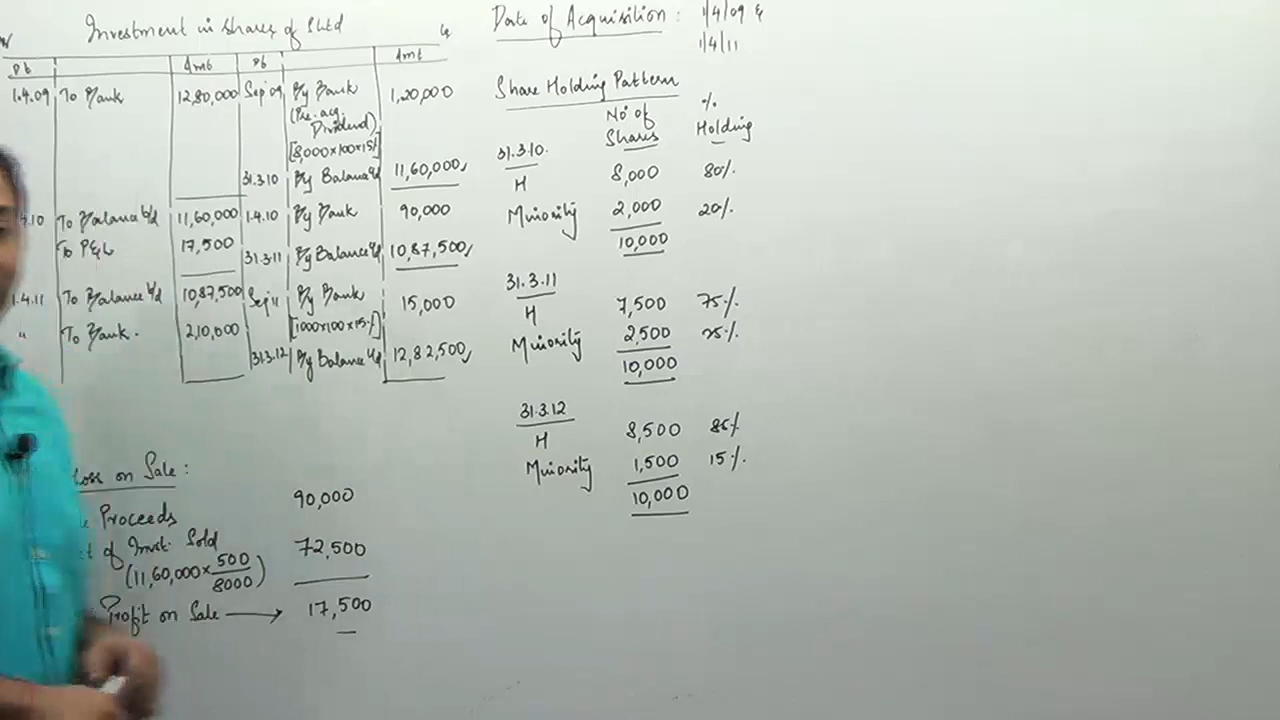 Investment in Shares of S Ltd
Dt Amt Dt Amt
1.4.09 To Bank 12,80,000 Sep'09 By Bank 1,20,000
(Pre-acq. Dividend)
[8,000×100×15%]
31.3.10 By Balance c/d 11,60,000
4.10 To Balance b/d 11,60,000 1.4.10 By Bank 90,000
To P&L 17,500 31.3.11 By Balance c/d 10,87,500
1.4.11 To Balance b/d 10,87,500 Sep'11 By Bank 15,000
" To Bank. 2,10,000 [1000×100×15%]
31.3.12 By Balance c/d 12,82,500
Loss on Sale:
Proceeds 90,000
of Invt. Sold 72,500
(11,60,000 × 500/8000)
Profit on Sale → 17,500
Date of Acquisition: 1/4/09 &
1/4/11
Share Holding Pattern
No of Shares % Holding
31.3.10.
H 8,000 80%
Minority 2,000 20%
10,000
31.3.11
H 7,500 75%
Minority 2,500 25%
10,000
31.3.12
H 8,500 85%
Minority 1,500 15%
10,000